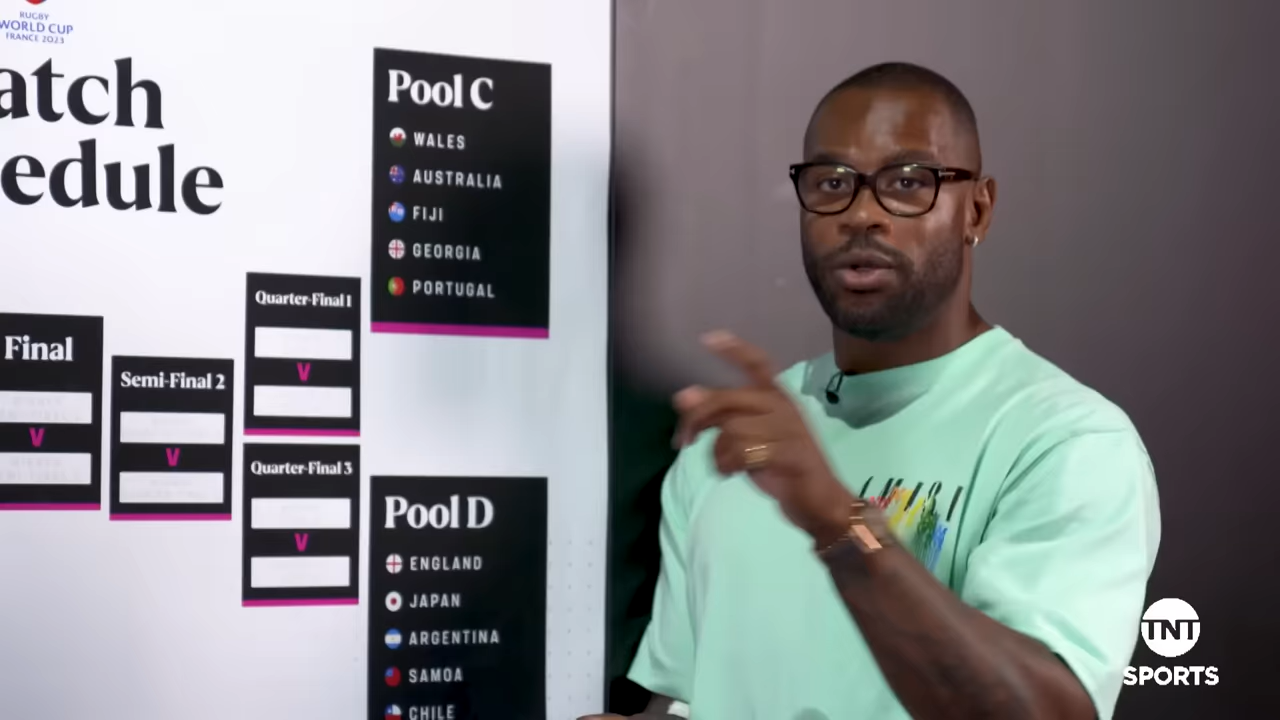 RUGBY
WORLD CUP
FRANCE 2023
atch
edule
Pool C
WALES
AUSTRALIA
FIJI
GEORGIA
PORTUGAL
Final
V
Semi-Final 2
V
Quarter-Final 1
V
Quarter-Final 3
V
Pool D
ENGLAND
JAPAN
ARGENTINA
SAMOA
CHILE
TNT
SPORTS